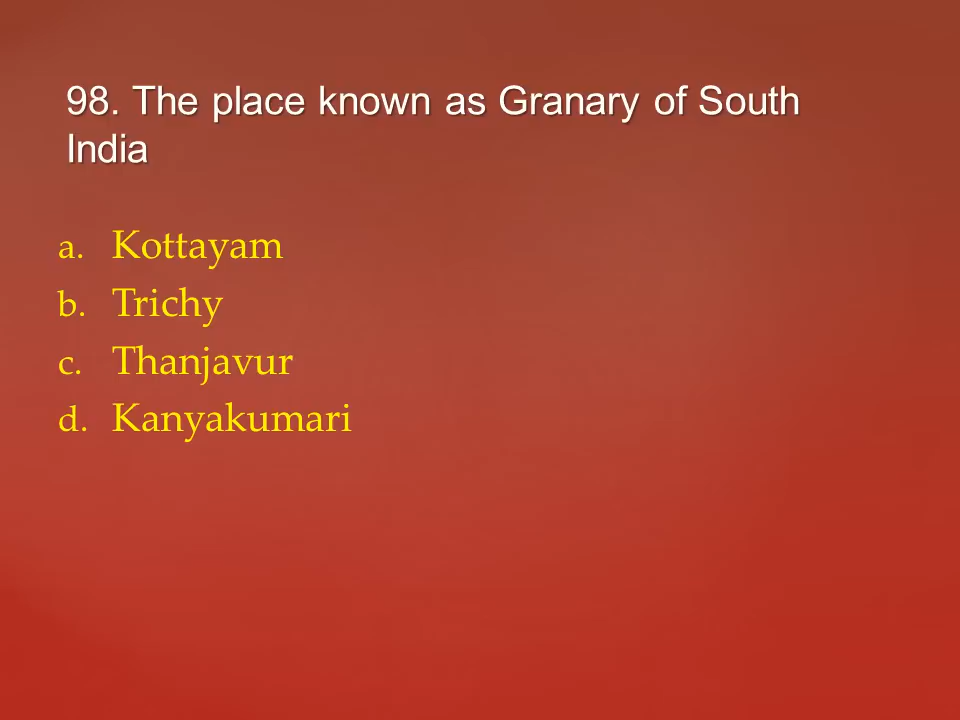 98. The place known as Granary of South
India
a. Kottayam
b. Trichy
c. Thanjavur
d. Kanyakumari